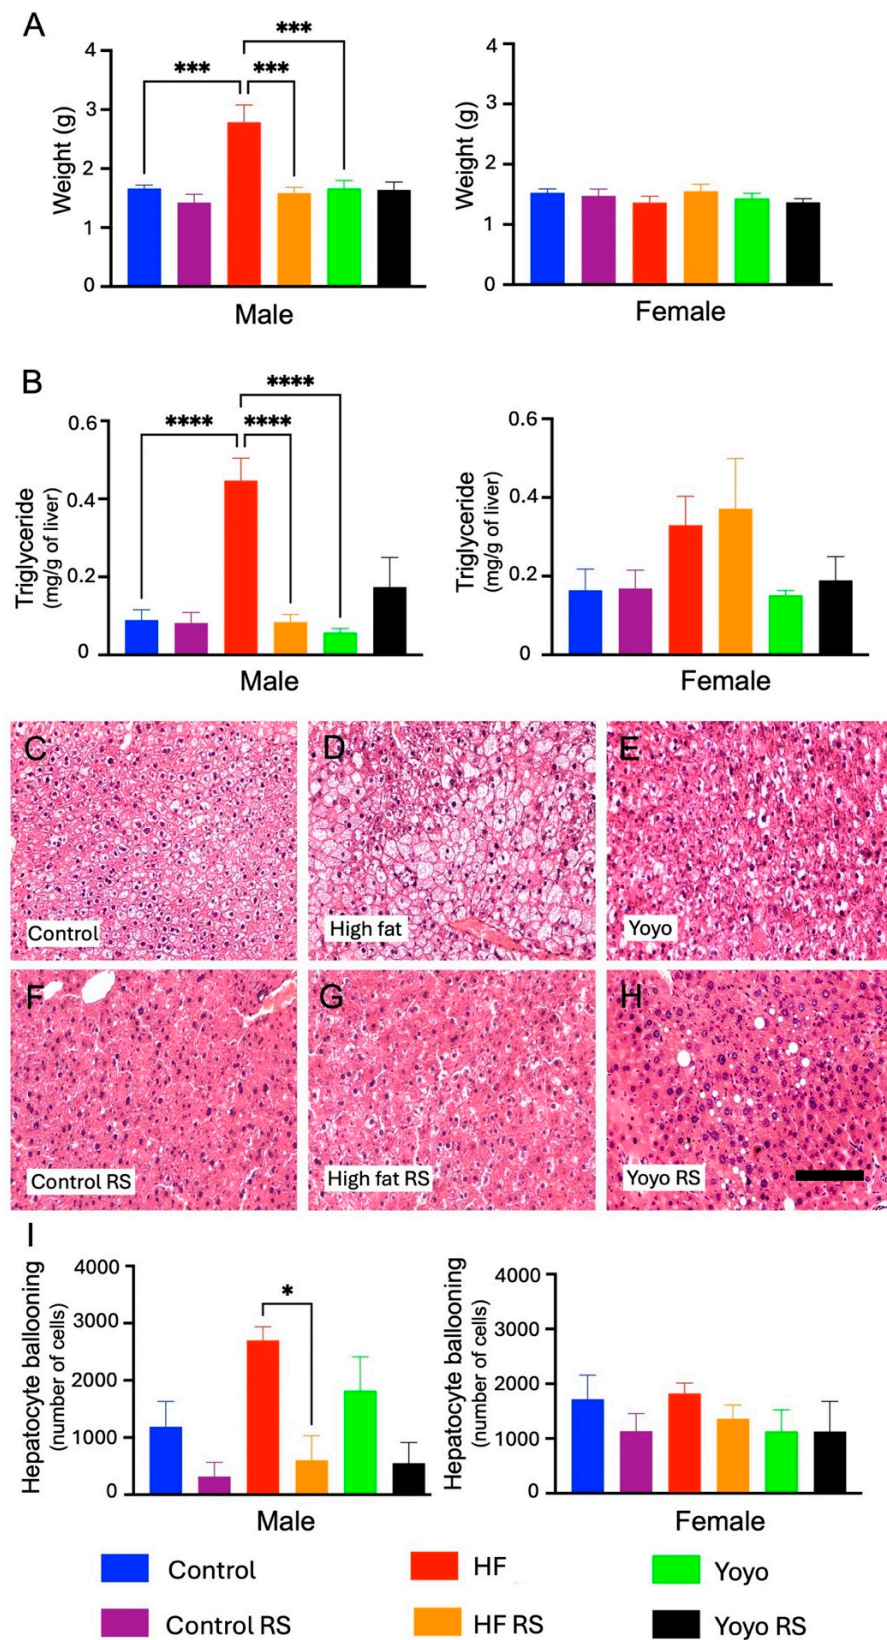 A
***
***
***
4
3
2
1
0
Weight (g)
Male
4
3
2
1
0
Weight (g)
Female
B
****
****
****
0.6
0.4
0.2
0
Triglyceride
(mg/g of liver)
Male
0.6
0.4
0.2
0
Triglyceride
(mg/g of liver)
Female
C
Control
D
High fat
E
Yoyo
F
Control RS
G
High fat RS
H
Yoyo RS
I
*
4000
3000
2000
1000
0
Hepatocyte ballooning
(number of cells)
Male
4000
3000
2000
1000
0
Hepatocyte ballooning
(number of cells)
Female
Control
HF
Yoyo
Control RS
HF RS
Yoyo RS